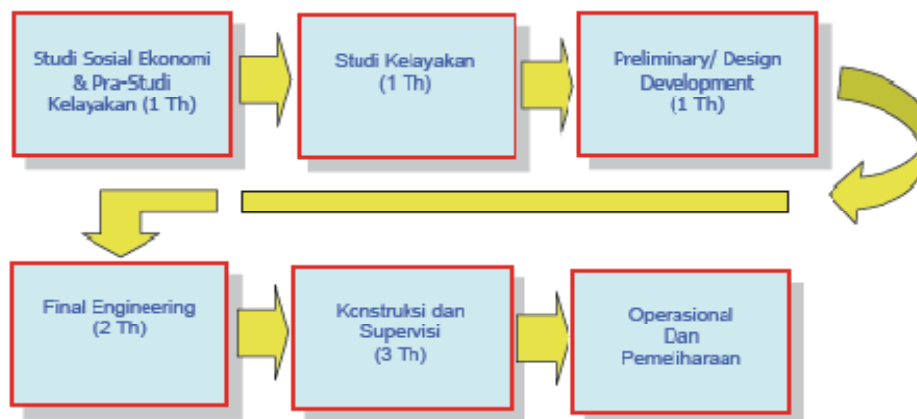 Studi Sosial Ekonomi
& Pra-Studi
Kelayakan (1 Th)
Studi Kelayakan
(1 Th)
Preliminary/ Design
Development
(1 Th)
Final Engineering
(2 Th)
Konstruksi dan
Supervisi
(3 Th)
Operasional
Dan
Pemeliharaan